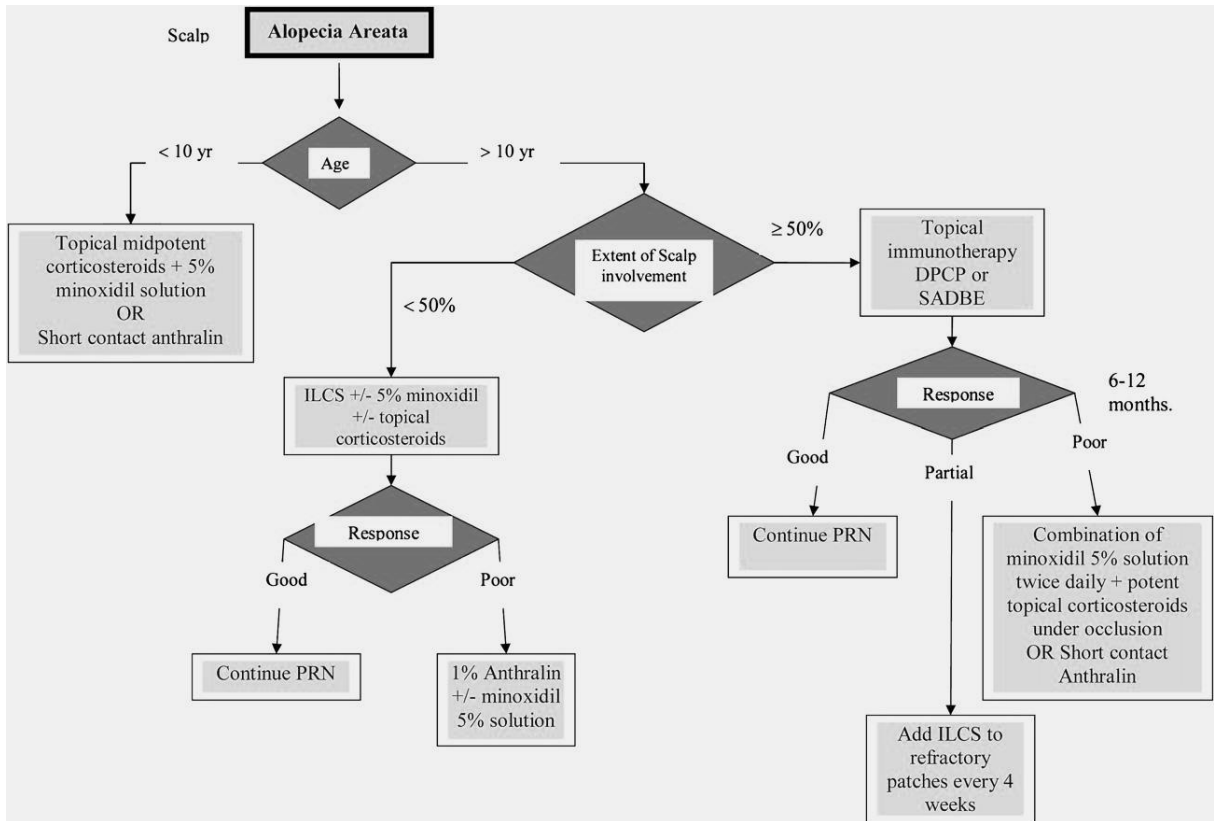 Scalp
Alopecia Areata
< 10 yr
Age
> 10 yr
Topical midpotent
corticosteroids + 5%
minoxidil solution
OR
Short contact anthralin
Extent of Scalp
involvement
≥ 50%
Topical
immunotherapy
DPCP or
SADBE
< 50%
ILCS +/- 5% minoxidil
+/- topical
corticosteroids
Response
Good
Poor
Continue PRN
1% Anthralin
+/- minoxidil
5% solution
Response
6-12
months.
Good
Partial
Poor
Continue PRN
Combination of
minoxidil 5% solution
twice daily + potent
topical corticosteroids
under occlusion
OR Short contact
Anthralin
Add ILCS to
refractory
patches every 4
weeks